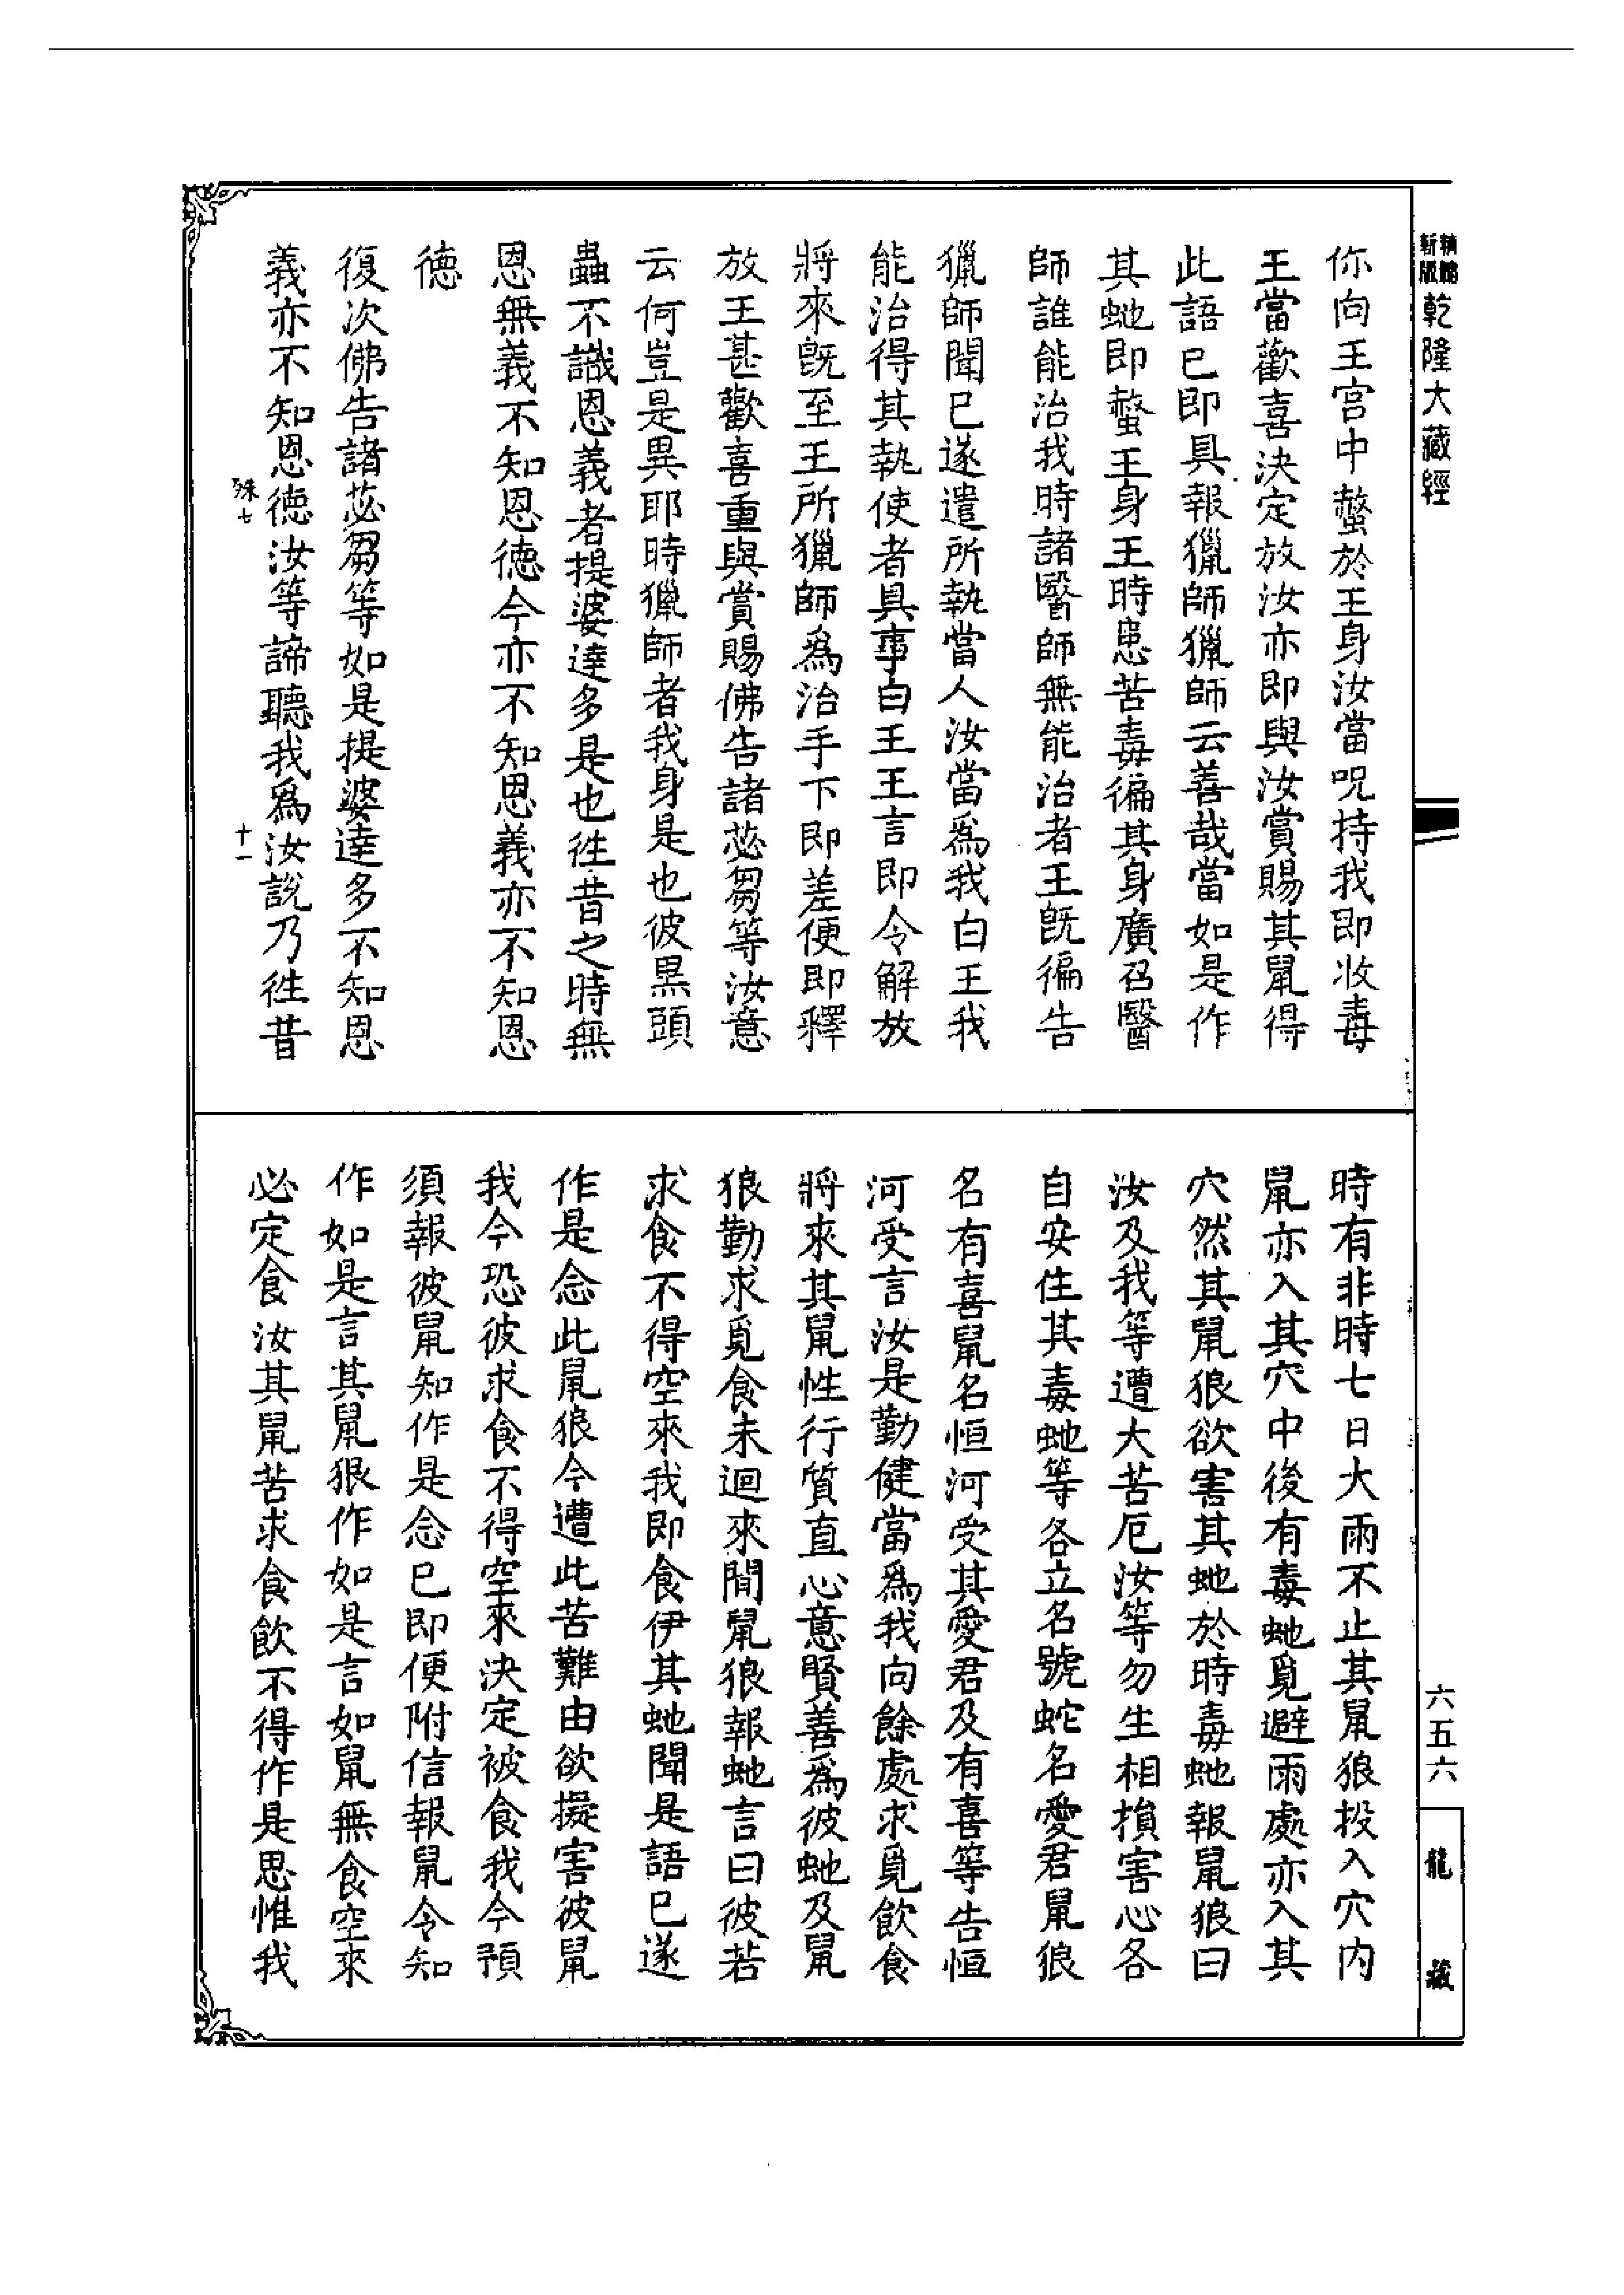 新版
乾隆大藏經
你向王宮中螫於王身汝當呪持我即收毒
王當歡喜決定放汝亦即與汝賞賜其鼠得
此語已即具報獵師獵師云善哉當如是作
其虵即螫王身王時患苦毒徧其身廣召醫
師誰能治我時諸醫師無能治者王旣徧告
獵師聞已遂遣所執當人汝當爲我白王我
能治得其執使者具事白王王言即令解放
將來旣至王所獵師爲治手下即差便即釋
放王甚歡喜重與賞賜佛告諸苾芻等汝意
云何豈是異耶時獵師者我身是也彼黑頭
蟲不識恩義者提婆達多是也徃昔之時無
恩無義不知恩德今亦不知恩義亦不知恩
德
復次佛告諸苾芻等如是提婆達多不知恩
義亦不知恩德汝等諦聽我爲汝說乃徃昔
殊七
十一
時有非時七日大雨不止其鼠狼投入穴内
鼠亦入其穴中後有毒虵覓避雨處亦入其
穴然其鼠狼欲害其虵於時毒虵報鼠狼曰
汝及我等遭大苦厄汝等勿生相損害心各
自安住其毒虵等各立名號蛇名愛君鼠狼
名有喜鼠名恒河受其愛君及有喜等告恒
河受言汝是勤健當爲我向餘處求覓飲食
將來其鼠性行質直心意賢善爲彼虵及鼠
狼勤求覓食未迴來間鼠狼報虵言曰彼若
求食不得空來我即食伊其虵聞是語已遂
作是念此鼠狼今遭此苦難由欲擬害彼鼠
我今恐彼求食不得空來決定被食我今預
須報彼鼠知作是念已即便附信報鼠令知
作如是言其鼠狠作如是言如鼠無食空來
必定食汝其鼠苦求食飲不得作是思惟我
六五六
龍藏